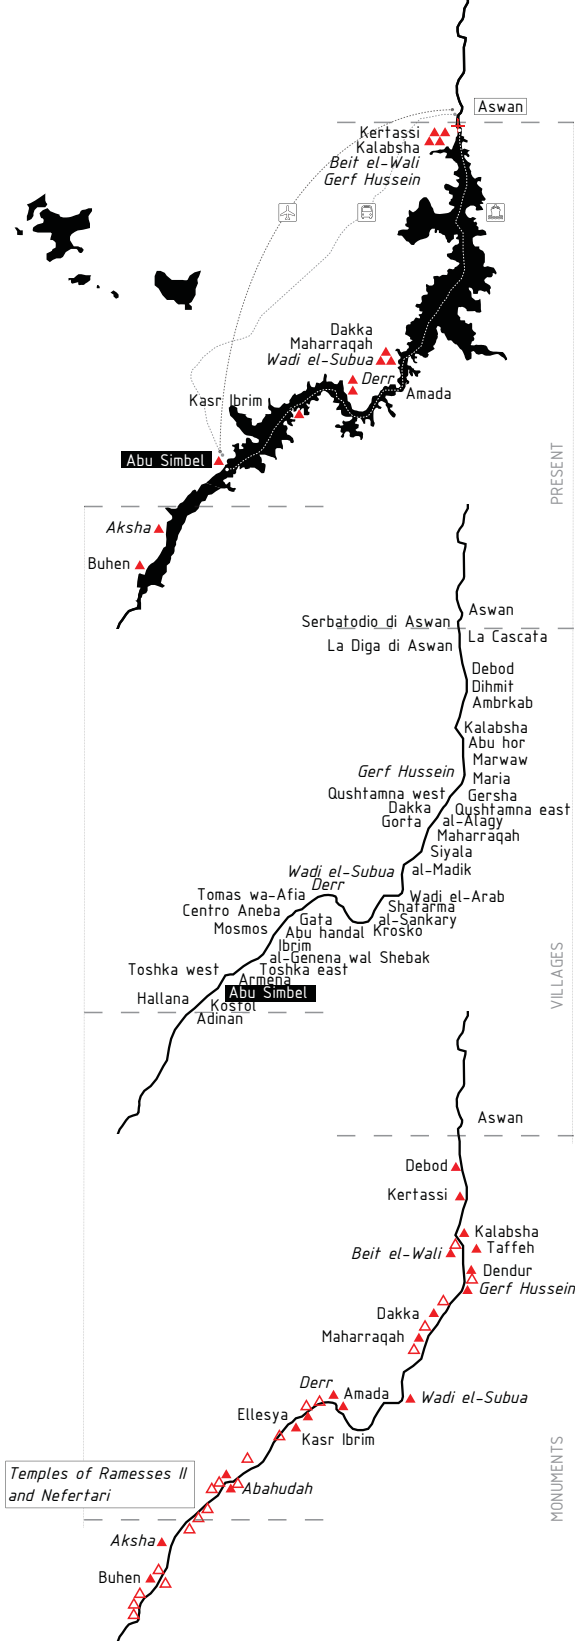 Aswan
Kertassi
Kalabsha
Beit el-Wali
Gerf Hussein
Dakka
Maharraqah
Wadi el-Subua
Derr
Amada
Kasr Ibrim
Abu Simbel
PRESENT
Aksha
Buhen
Aswan
Serbatodio di Aswan
La Cascata
La Diga di Aswan
Debod
Dihmit
Ambrkab
Kalabsha
Abu hor
Marwaw
Gerf Hussein
Maria
Qushtamna west
Gersha
Dakka
Qushtamna east
Gorta
al-Alagy
Maharraqah
Siyala
Wadi el-Subua
al-Madik
Derr
Tomas wa-Afia
Wadi el-Arab
Centro Aneba
Shafarma
Gata
al-Sankary
Mosmos
Abu handal
Krosko
Ibrim
al-Genena wal Shebak
Toshka west
Toshka east
Armena
Abu Simbel
Hallana
Kostol
Adinan
VILLAGES
Aswan
Debod
Kertassi
Kalabsha
Taffeh
Beit el-Wali
Dendur
Gerf Hussein
Dakka
Maharraqah
Derr
Amada
Wadi el-Subua
Ellesya
Kasr Ibrim
Temples of Ramesses II
and Nefertari
Abahudah
MONUMENTS
Aksha
Buhen